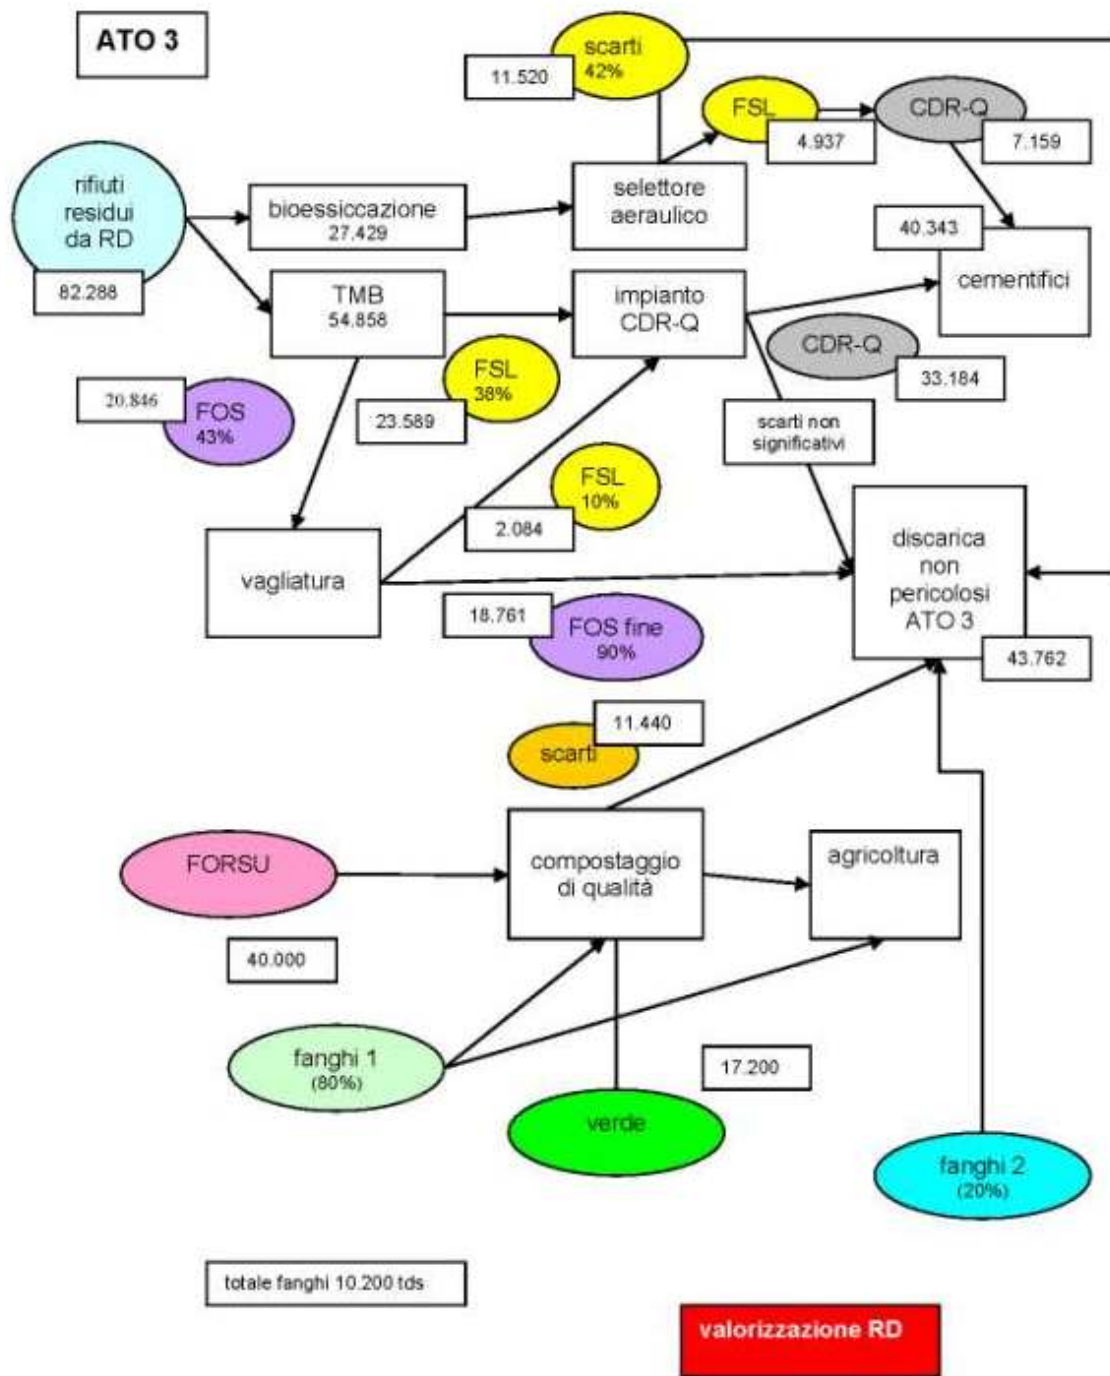 ATO 3
scarti
42%
11.520
FSL
4.937
CDR-Q
7.159
rifiuti
residui
da RD
82.288
bioessiccazione
27.429
selettore
aeraulico
40.343
cementifici
TMB
54.858
impianto
CDR-Q
CDR-Q
33.184
20.846
FOS
43%
FSL
38%
23.589
scarti non
significativi
FSL
10%
2.084
vagliatura
discarica
non
pericolosi
ATO 3
43.762
18.761
FOS fine
90%
11.440
scarti
FORSU
40.000
compostaggio
di qualità
agricoltura
fanghi 1
(80%)
17.200
verde
fanghi 2
(20%)
totale fanghi 10.200 tds
valorizzazione RD